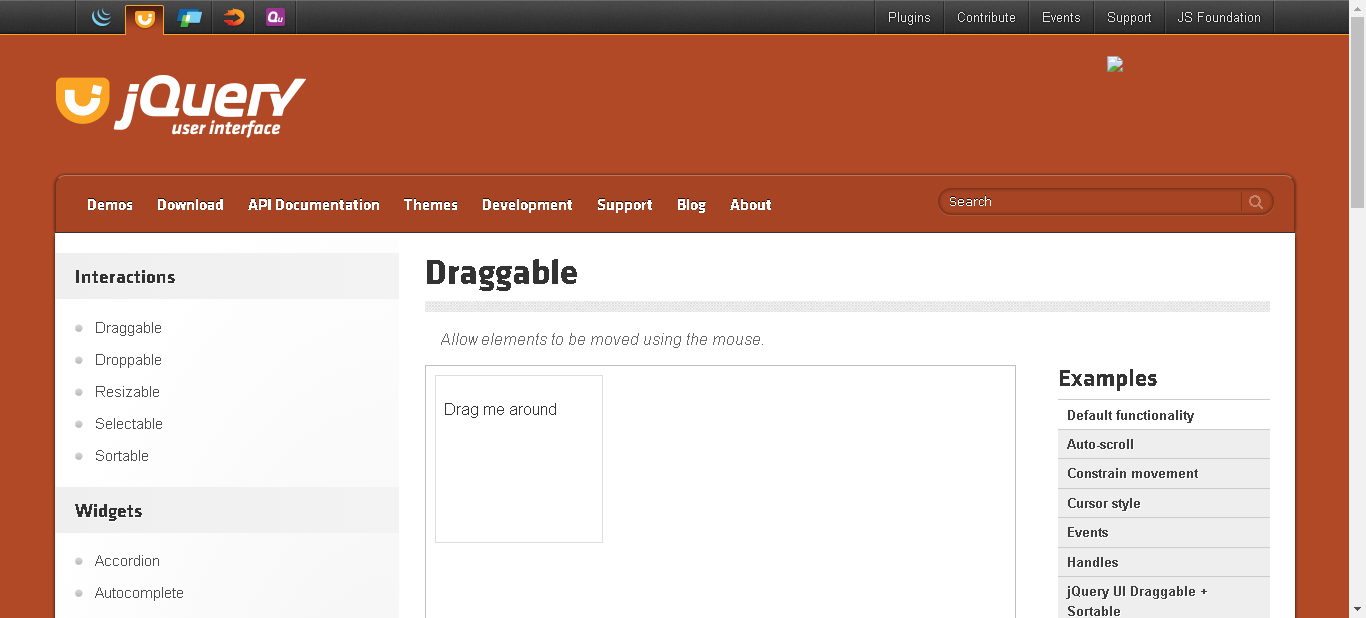 Qu
Plugins
Contribute
Events
Support
JS Foundation
jQuery
user interface
Demos
Download
API Documentation
Themes
Development
Support
Blog
About
Search
Interactions
Draggable
Droppable
Resizable
Selectable
Sortable
Widgets
Accordion
Autocomplete
Draggable
Allow elements to be moved using the mouse.
Drag me around
Examples
Default functionality
Auto-scroll
Constrain movement
Cursor style
Events
Handles
jQuery UI Draggable +
Sortable